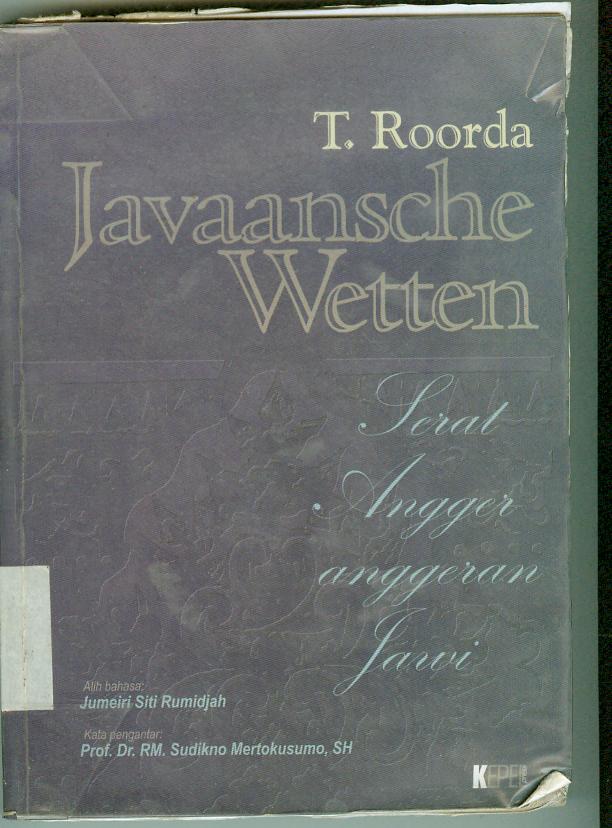 T. Roorda
Javaansche
Wetten
Serat
Angger
anggeran
Jawi
Alih bahasa:
Jumeiri Siti Rumidjah
Kata pengantar:
Prof. Dr. RM. Sudikno Mertokusumo, SH
KEPEL